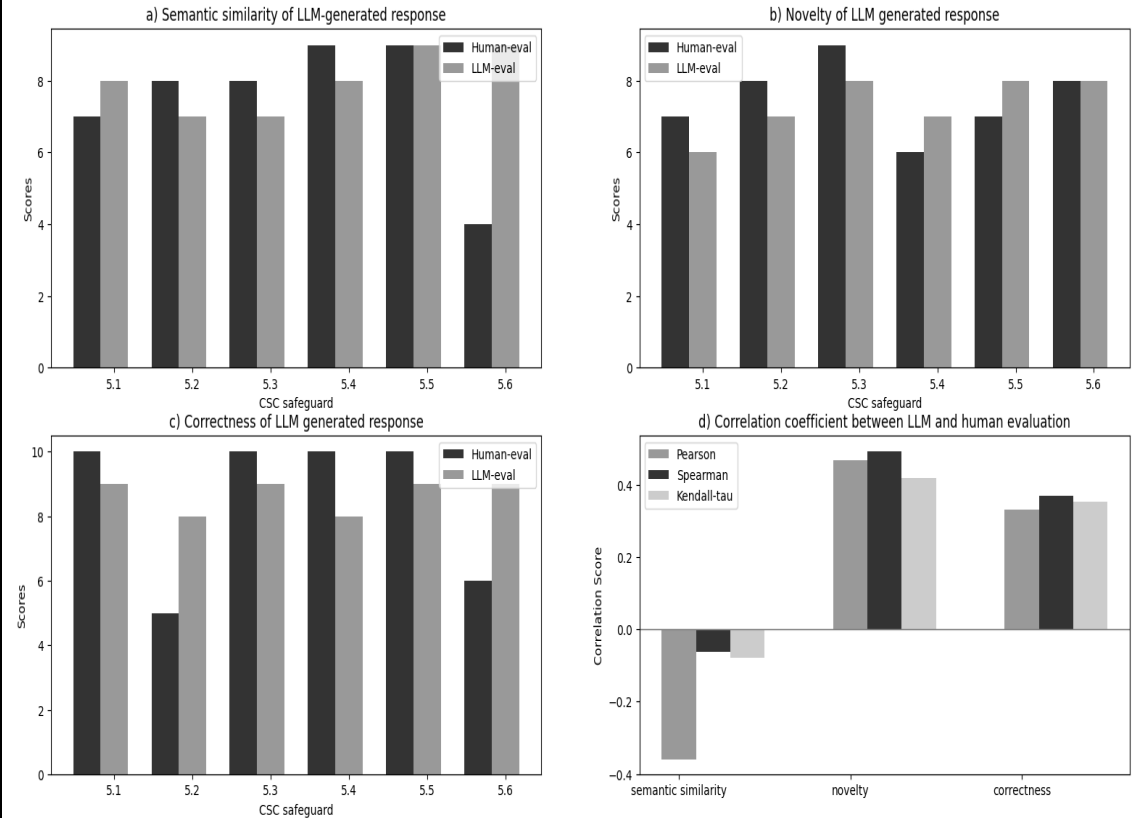 a) Semantic similarity of LLM-generated response
Human-eval
LLM-eval
8
6
4
2
0
Scores
5.1 5.2 5.3 5.4 5.5 5.6
CSC safeguard
b) Novelty of LLM generated response
Human-eval
LLM-eval
8
6
4
2
0
Scores
5.1 5.2 5.3 5.4 5.5 5.6
CSC safeguard
c) Correctness of LLM generated response
Human-eval
LLM-eval
10
8
6
4
2
0
Scores
5.1 5.2 5.3 5.4 5.5 5.6
CSC safeguard
d) Correlation coefficient between LLM and human evaluation
Pearson
Spearman
Kendall-tau
0.4
0.2
0.0
−0.2
−0.4
Correlation Score
semantic similarity novelty correctness